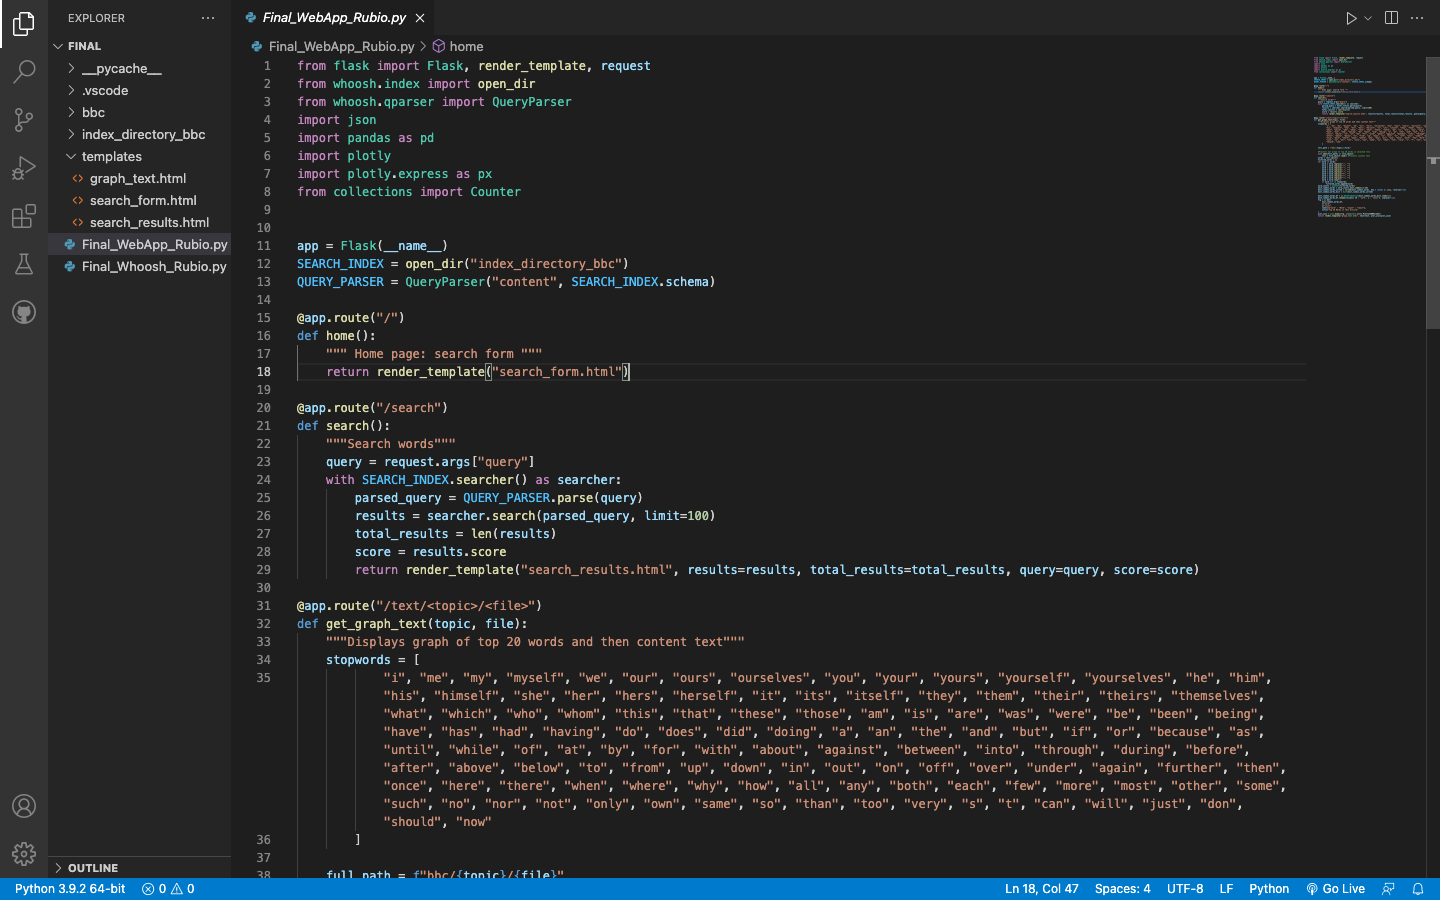 EXPLORER
FINAL
__pycache__
.vscode
bbc
index_directory_bbc
templates
graph_text.html
search_form.html
search_results.html
Final_WebApp_Rubio.py
Final_Whoosh_Rubio.py
OUTLINE
Final_WebApp_Rubio.py
Final_WebApp_Rubio.py > home
1 from flask import Flask, render_template, request
2 from whoosh.index import open_dir
3 from whoosh.qparser import QueryParser
4 import json
5 import pandas as pd
6 import plotly
7 import plotly.express as px
8 from collections import Counter
9
10
11 app = Flask(__name__)
12 SEARCH_INDEX = open_dir("index_directory_bbc")
13 QUERY_PARSER = QueryParser("content", SEARCH_INDEX.schema)
14
15 @app.route("/")
16 def home():
17 """ Home page: search form """
18 return render_template("search_form.html")
19
20 @app.route("/search")
21 def search():
22 """Search words"""
23 query = request.args["query"]
24 with SEARCH_INDEX.searcher() as searcher:
25 parsed_query = QUERY_PARSER.parse(query)
26 results = searcher.search(parsed_query, limit=100)
27 total_results = len(results)
28 score = results.score
29 return render_template("search_results.html", results=results, total_results=total_results, query=query, score=score)
30
31 @app.route("/text/<topic>/<file>")
32 def get_graph_text(topic, file):
33 """Displays graph of top 20 words and then content text"""
34 stopwords = [
35 "i", "me", "my", "myself", "we", "our", "ours", "ourselves", "you", "your", "yours", "yourself", "yourselves", "he", "him",
"his", "himself", "she", "her", "hers", "herself", "it", "its", "itself", "they", "them", "their", "theirs", "themselves",
"what", "which", "who", "whom", "this", "that", "these", "those", "am", "is", "are", "was", "were", "be", "been", "being",
"have", "has", "had", "having", "do", "does", "did", "doing", "a", "an", "the", "and", "but", "if", "or", "because", "as",
"until", "while", "of", "at", "by", "for", "with", "about", "against", "between", "into", "through", "during", "before",
"after", "above", "below", "to", "from", "up", "down", "in", "out", "on", "off", "over", "under", "again", "further", "then",
"once", "here", "there", "when", "where", "why", "how", "all", "any", "both", "each", "few", "more", "most", "other", "some",
"such", "no", "nor", "not", "only", "own", "same", "so", "than", "too", "very", "s", "t", "can", "will", "just", "don",
"should", "now"
36 ]
37
38 full_path = f"bbc/{topic}/{file}"
Python 3.9.2 64-bit 0 0 Ln 18, Col 47 Spaces: 4 UTF-8 LF Python Go Live